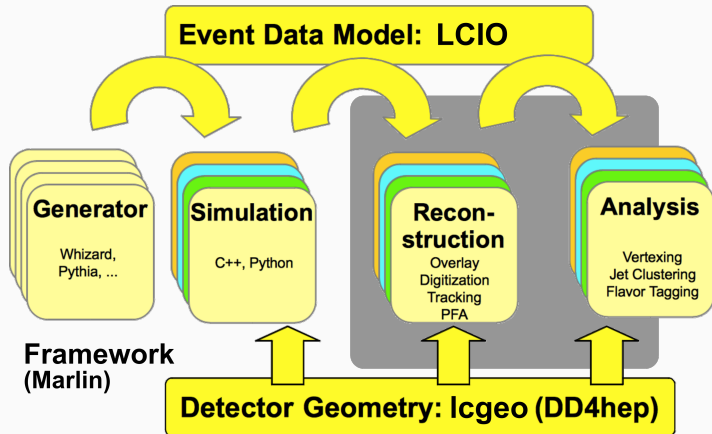 Event Data Model: LCIO
Generator
Whizard,
Pythia, ...
Simulation
C++, Python
Recon-
struction
Overlay
Digitization
Tracking
PFA
Analysis
Vertexing
Jet Clustering
Flavor Tagging
Framework
(Marlin)
Detector Geometry: lcgeo (DD4hep)